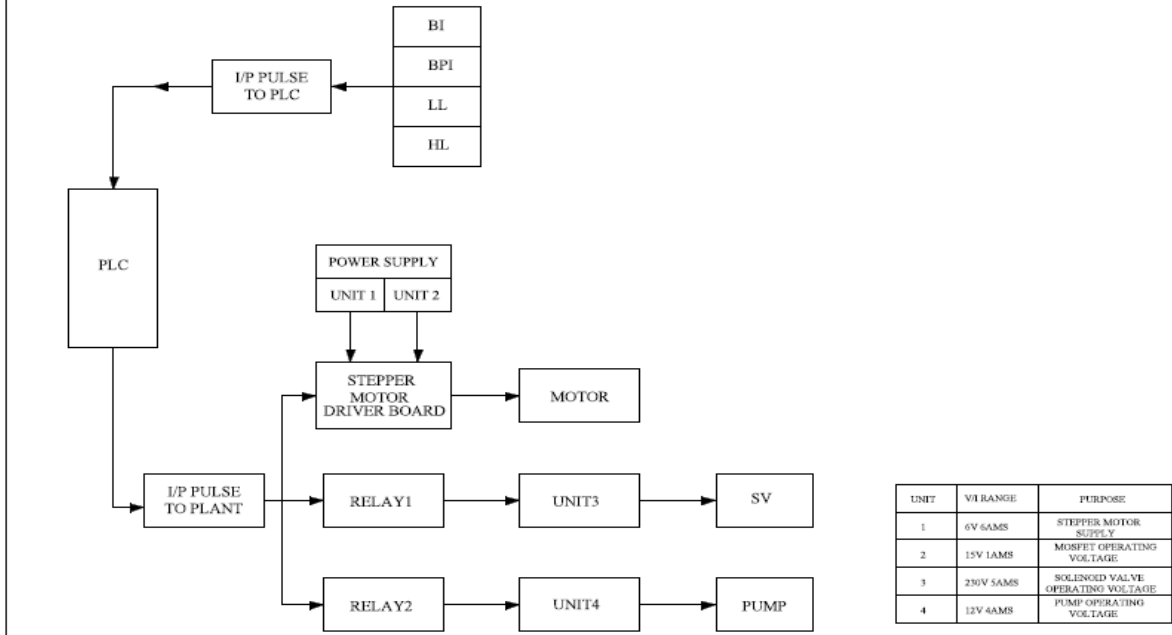 BI
BPI
LL
HL
I/P PULSE
TO PLC
PLC
POWER SUPPLY
UNIT 1
UNIT 2
STEPPER
MOTOR
DRIVER BOARD
MOTOR
I/P PULSE
TO PLANT
RELAY1
UNIT3
SV
RELAY2
UNIT4
PUMP
UNIT V/I RANGE PURPOSE
1 6V 6AMS STEPPER MOTOR
SUPPLY
2 15V 1AMS MOSFET OPERATING
VOLTAGE
3 230V 5AMS SOLENOID VALVE
OPERATING VOLTAGE
4 12V 4AMS PUMP OPERATING
VOLTAGE